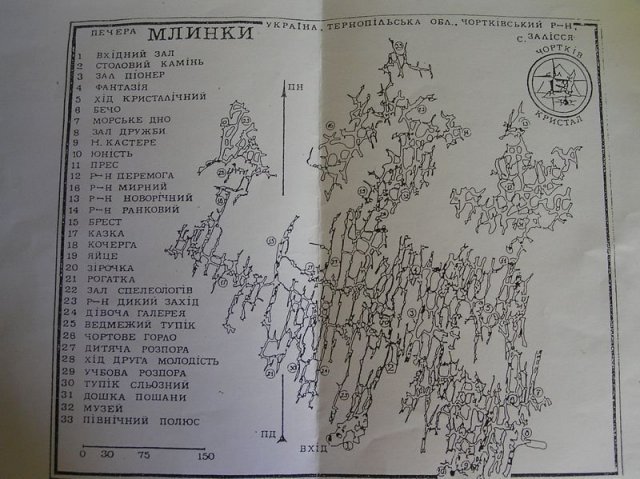 ПЕЧЕРА МЛИНКИ УКРАЇНА, ТЕРНОПІЛЬСЬКА ОБЛ., ЧОРТКІВСЬКИЙ Р-Н,
С. ЗАЛІССЯ
ЧОРТКІВ
КРИСТАЛ
1 ВХІДНИЙ ЗАЛ
2 СТОЛОВИЙ КАМІНЬ
3 ЗАЛ ПІОНЕР
4 ФАНТАЗІЯ
5 ХІД КРИСТАЛІЧНИЙ
6 БЕЧО
7 МОРСЬКЕ ДНО
8 ЗАЛ ДРУЖБИ
9 Н. КАСТЕРЕ
10 ЮНІСТЬ
11 ПРЕС
12 Р-Н ПЕРЕМОГА
16 Р-Н МИРНИЙ
13 Р-Н НОВОРІЧНИЙ
14 Р-Н РАНКОВИЙ
15 БРЕСТ
17 КАЗКА
18 КОЧЕРГА
19 ЯЙЦЕ
20 ЗІРОЧКА
21 РОГАТКА
22 ЗАЛ СПЕЛЕОЛОГІВ
23 Р-Н ДИКИЙ ЗАХІД
24 ДІВОЧА ГАЛЕРЕЯ
25 ВЕДМЕЖИЙ ТУПІК
26 ЧОРТОВЕ ГОРЛО
27 ДИТЯЧА РОЗПОРА
28 ХІД ДРУГА МОЛОДІСТЬ
29 УЧБОВА РОЗПОРА
30 ТУПІК СЛЬОЗНИЙ
31 ДОШКА ПОШАНИ
32 МУЗЕЙ
33 ПІВНІЧНИЙ ПОЛЮС
ПН
ПД
ВХІД
0 30 75 150